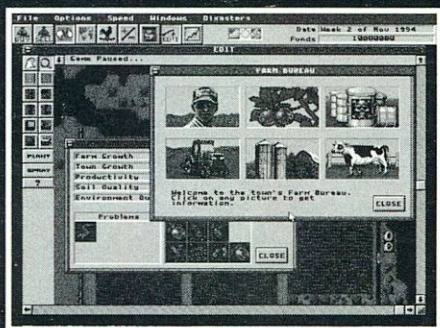 File Options Speed Windows Disasters
Date Week 2 of Nov 1994
Funds
EDIT
Game Paused...
FARM BUREAU
PLANT
SPRAY
?
Farm Growth
Town Growth
Productivity
Soil Quality
Environment
Problems
CLOSE
Welcome to the town's Farm Bureau.
Click on any picture to get
information.
CLOSE